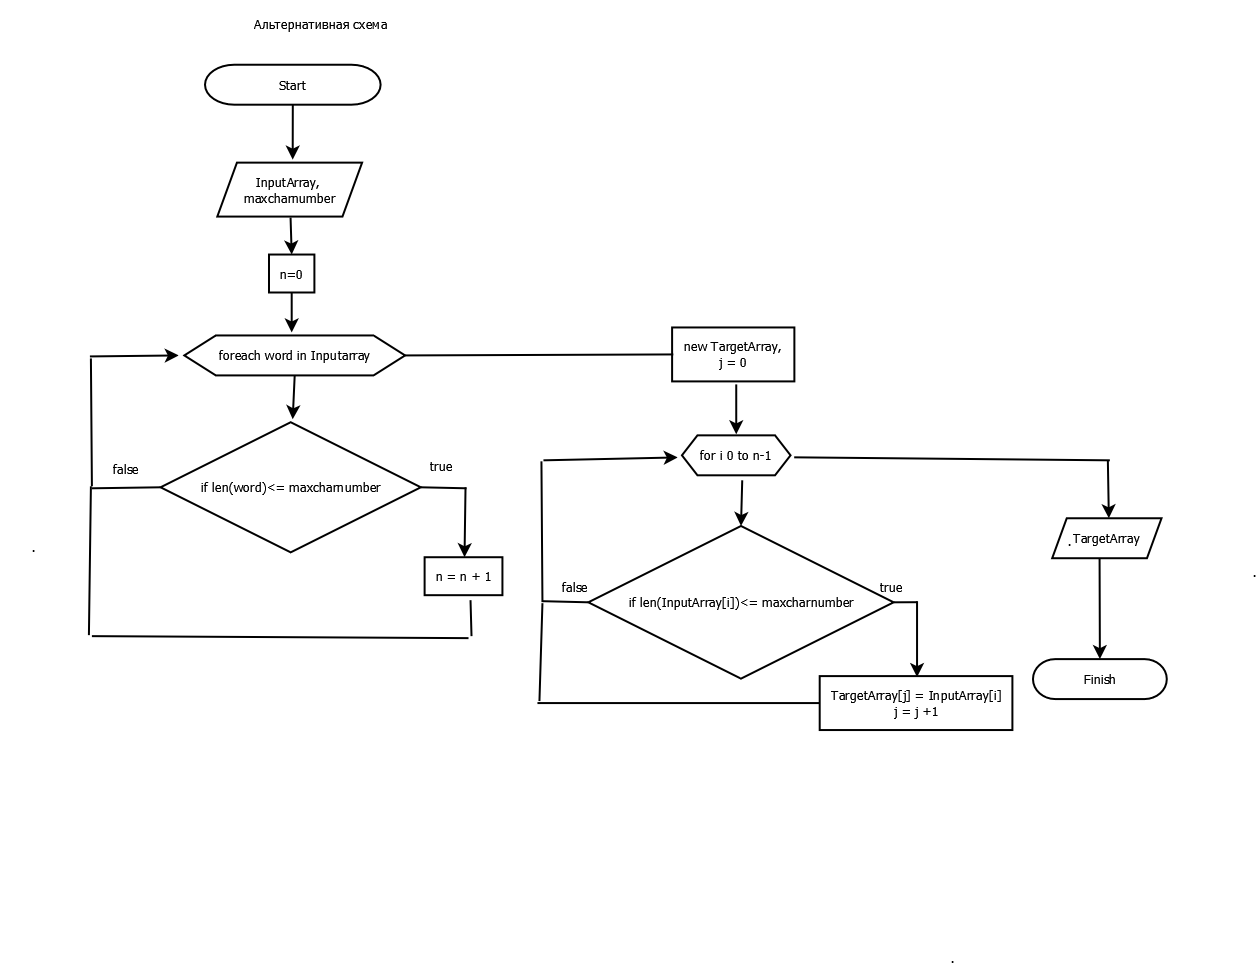 Альтернативная схема
Start
InputArray,
maxcharnumber
n=0
foreach word in Inputarray
false
true
if len(word)<= maxcharnumber
n = n + 1
new TargetArray,
j = 0
for i 0 to n-1
false
true
if len(InputArray[i])<= maxcharnumber
TargetArray[j] = InputArray[i]
j = j +1
.TargetArray
Finish